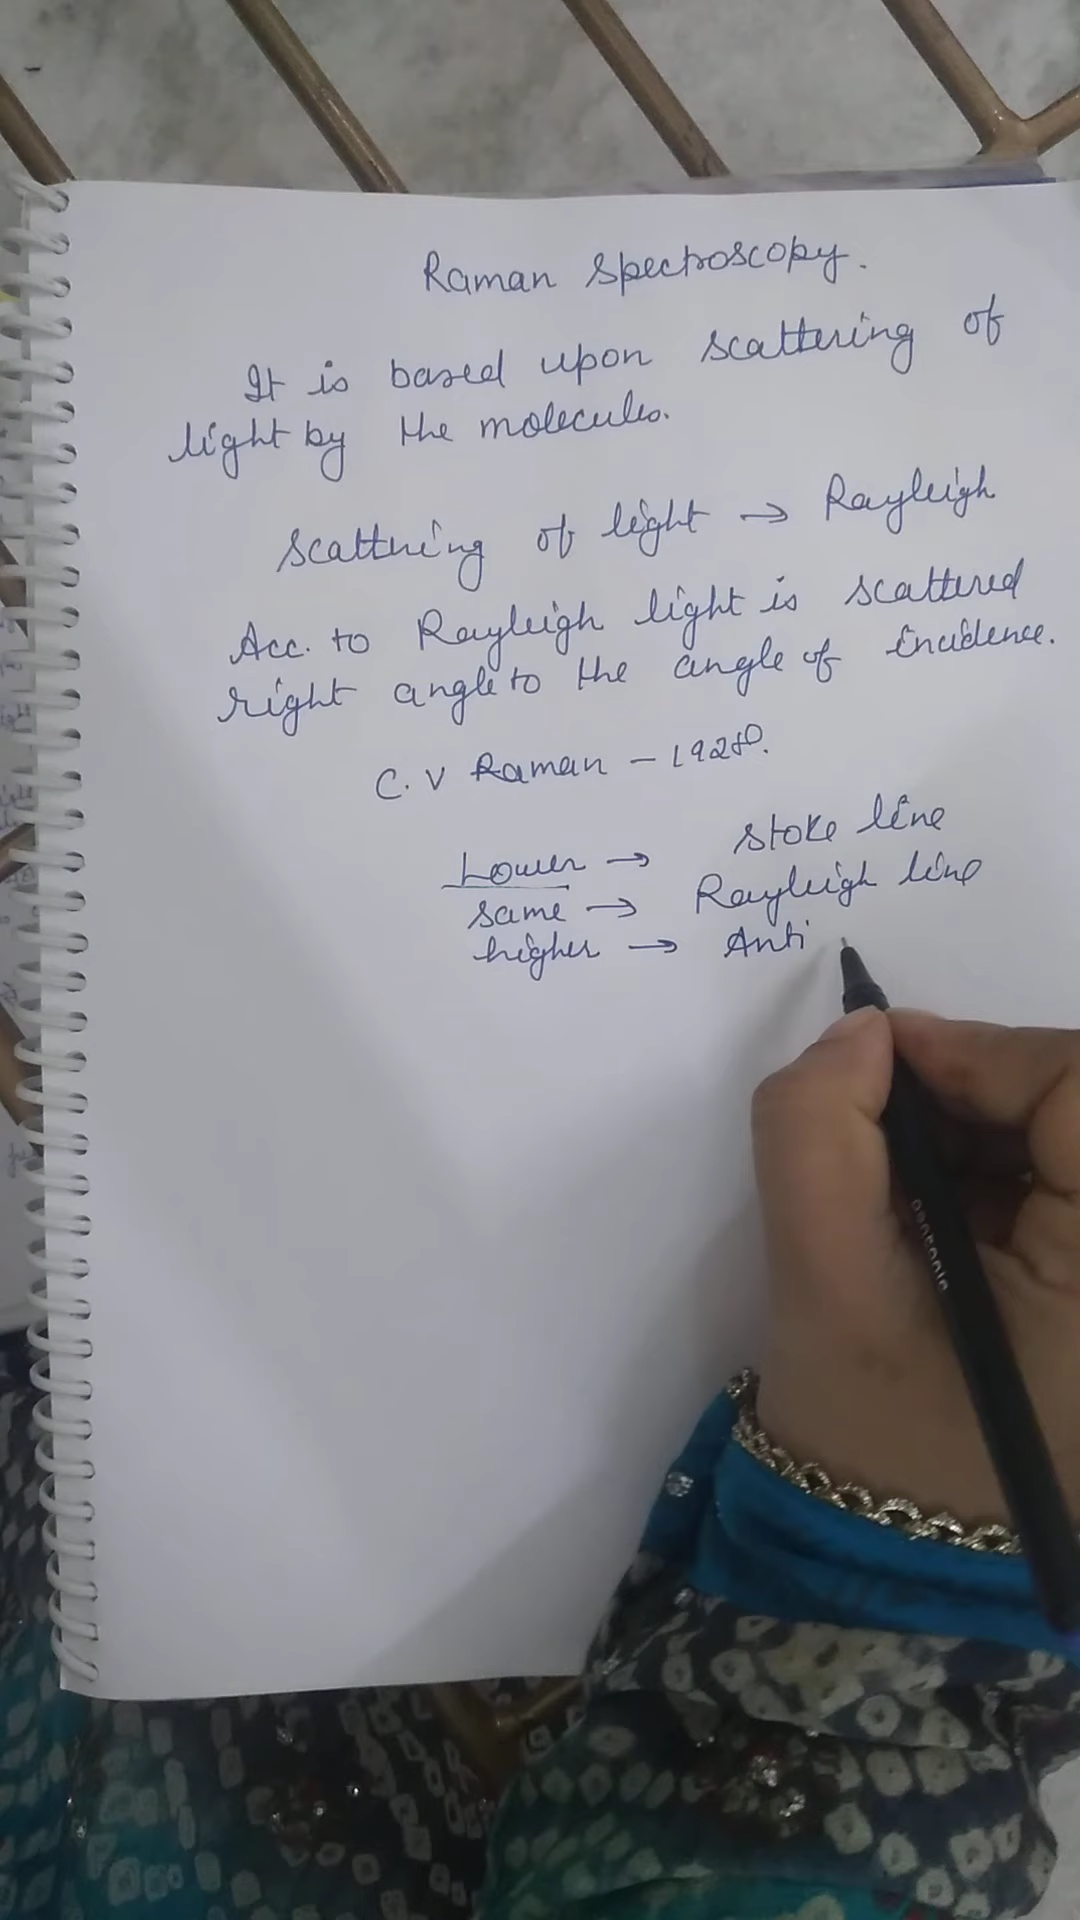 Raman Spectroscopy.
It is based upon scattering of
light by the molecules.
Scattering of light → Rayleigh
Acc. to Rayleigh light is scattered
right angle to the angle of incidence.
C. V Raman - 1928.
Lower → Stoke line
same → Rayleigh line
higher → Anti